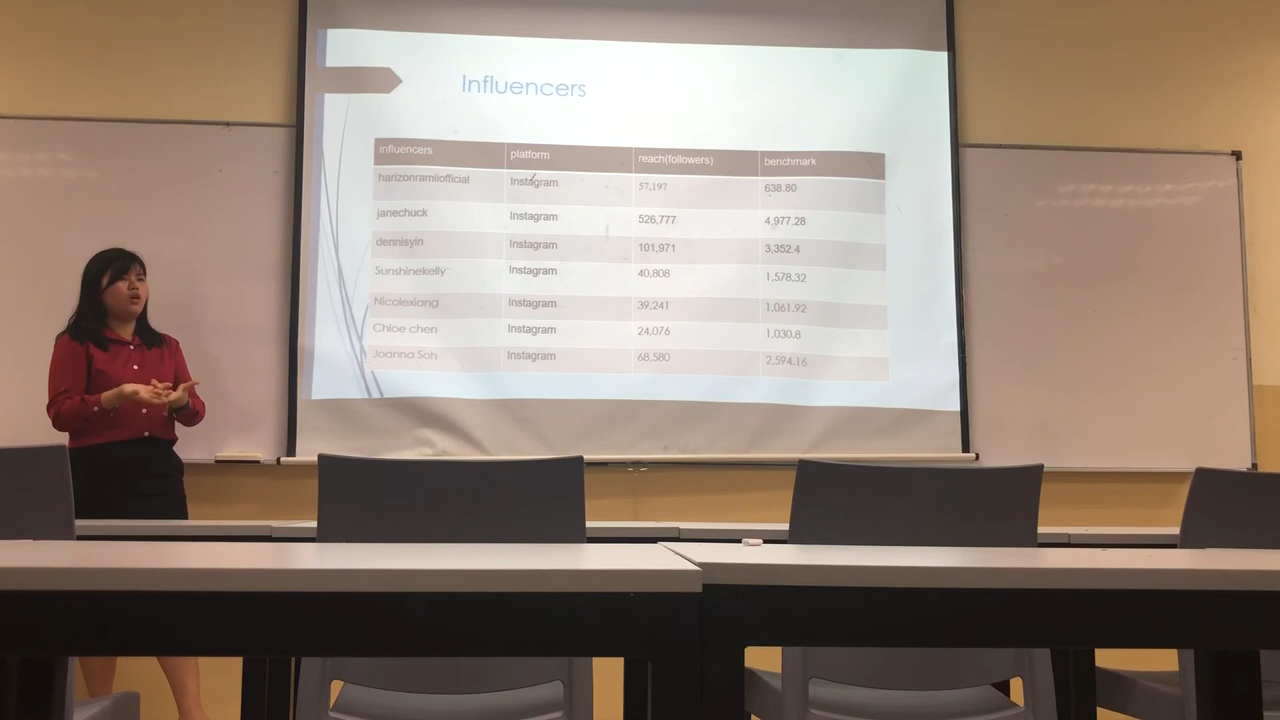 Influencers
influencers platform reach(followers) benchmark
harizonramliofficial Instagram 57,197 638.80
janechuck Instagram 526,777 4,977.28
dennisyin Instagram 101,971 3,352.4
Sunshinekelly Instagram 40,808 1,578.32
Nicolexiang Instagram 39,241 1,061.92
Chloe chen Instagram 24,076 1,030.8
Joanna Soh Instagram 68,580 2,594.16